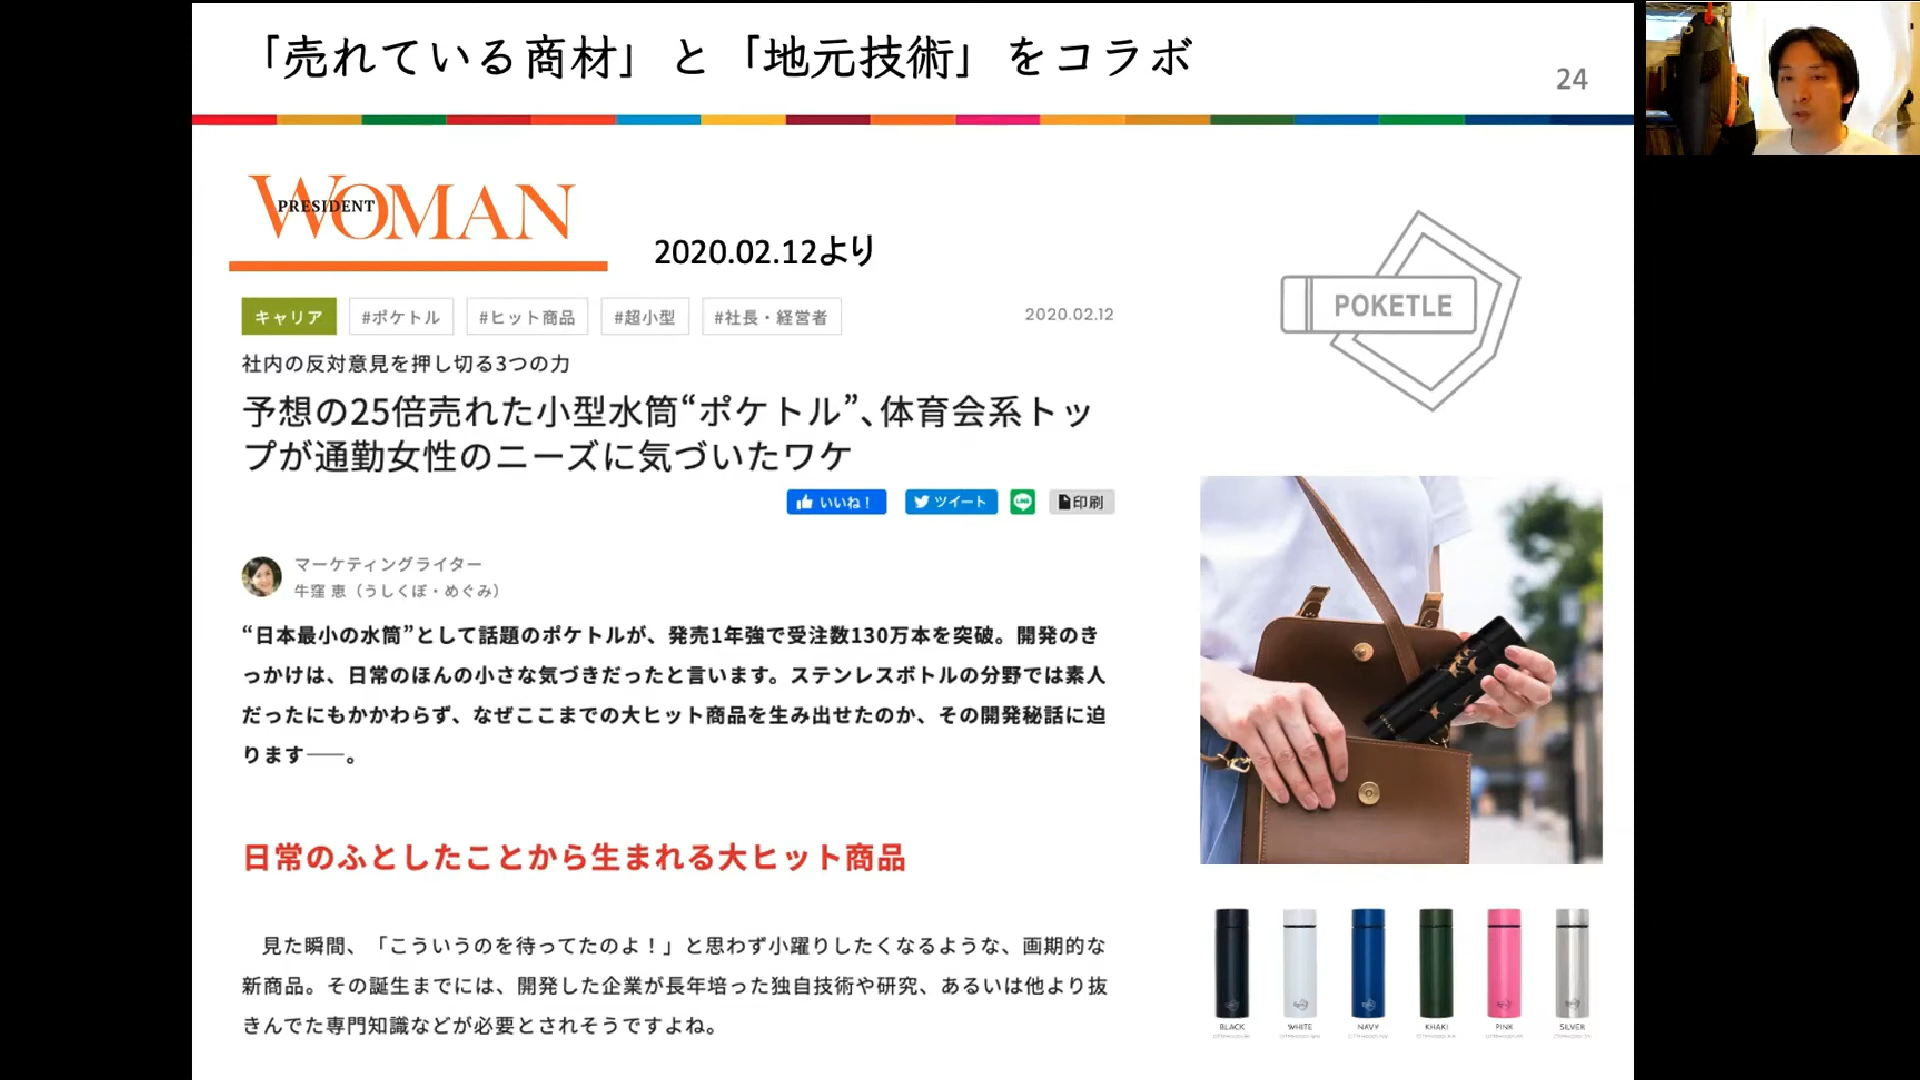 「売れている商材」と「地元技術」をコラボ
24
PRESIDENT
WOMAN
2020.02.12より
キャリア
#ポケトル
#ヒット商品
#超小型
#社長・経営者
2020.02.12
社内の反対意見を押し切る3つの力
予想の25倍売れた小型水筒“ポケトル”、体育会系トッ
プが通勤女性のニーズに気づいたワケ
いいね！
ツイート
LINE
印刷
マーケティングライター
牛窪 恵（うしくぼ・めぐみ）
“日本最小の水筒”として話題のポケトルが、発売1年強で受注数130万本を突破。開発のき
っかけは、日常のほんの小さな気づきだったと言います。ステンレスボトルの分野では素人
だったにもかかわらず、なぜここまでの大ヒット商品を生み出せたのか、その開発秘話に迫
ります――。
日常のふとしたことから生まれる大ヒット商品
見た瞬間、「こういうのを待ってたのよ！」と思わず小躍りしたくなるような、画期的な
新商品。その誕生までには、開発した企業が長年培った独自技術や研究、あるいは他より抜
きんでた専門知識などが必要とされそうですよね。
POKETLE
BLACK
WHITE
NAVY
KHAKI
PINK
SILVER